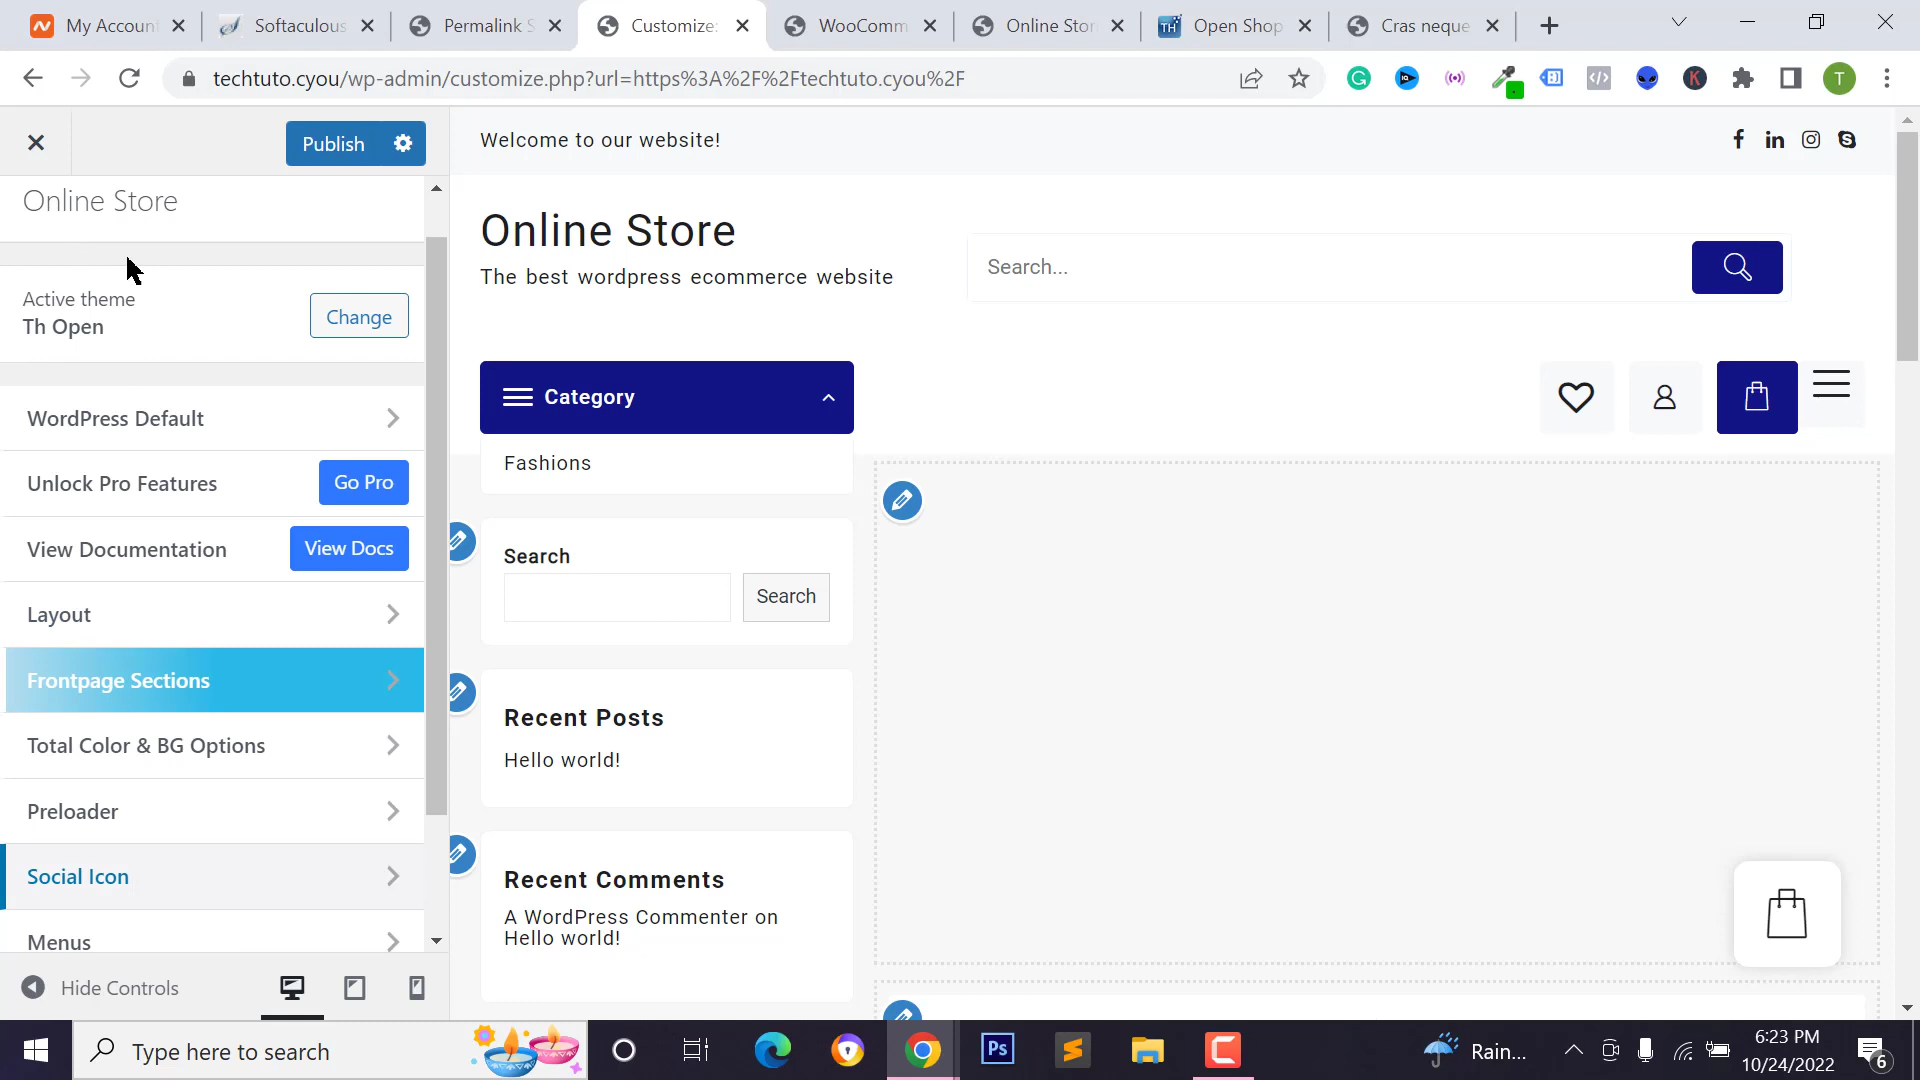 My Account
Softaculous
Permalink S
Customize:
WooComm
Online Stor
Open Shop
Cras neque
techtuto.cyou/wp-admin/customize.php?url=https%3A%2F%2Ftechtuto.cyou%2F
T
Publish
Online Store
Active theme
Th Open
Change
WordPress Default
Unlock Pro Features
Go Pro
View Documentation
View Docs
Layout
Frontpage Sections
Total Color & BG Options
Preloader
Social Icon
Menus
Hide Controls
Welcome to our website!
Online Store
The best wordpress ecommerce website
Search...
Category
Fashions
Search
Search
Recent Posts
Hello world!
Recent Comments
A WordPress Commenter on
Hello world!
Type here to search
Ps
Rain...
6:23 PM
10/24/2022
6